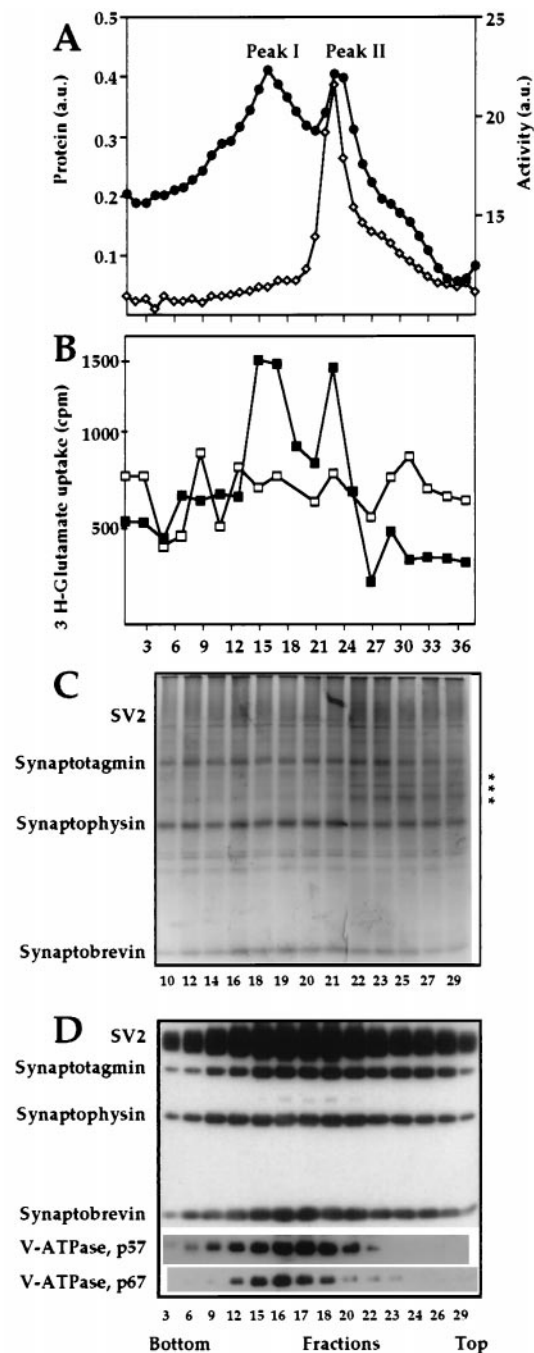 A
0.5
0.4
0.3
0.2
0.1
Protein (a.u.)
Peak I Peak II
25
20
15
Activity (a.u.)
B
1500
1000
500
3 H-Glutamate uptake (cpm)
3 6 9 12 15 18 21 24 27 30 33 36
C
SV2
Synaptotagmin
Synaptophysin
Synaptobrevin
***
10 12 14 16 18 19 20 21 22 23 25 27 29
D
SV2
Synaptotagmin
Synaptophysin
Synaptobrevin
V-ATPase, p57
V-ATPase, p67
3 6 9 12 15 16 17 18 20 22 23 24 26 29
Bottom Fractions Top